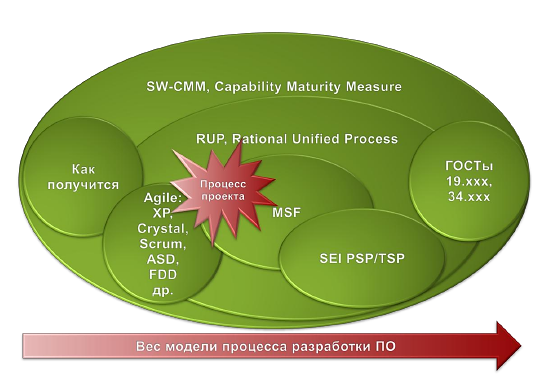 SW-CMM, Capability Maturity Measure
RUP, Rational Unified Process
Как
получится
Процесс
проекта
ГОСТы
19.xxx,
34.xxx
Agile:
XP,
Crystal,
Scrum,
ASD,
FDD
др.
MSF
SEI PSP/TSP
Вес модели процесса разработки ПО